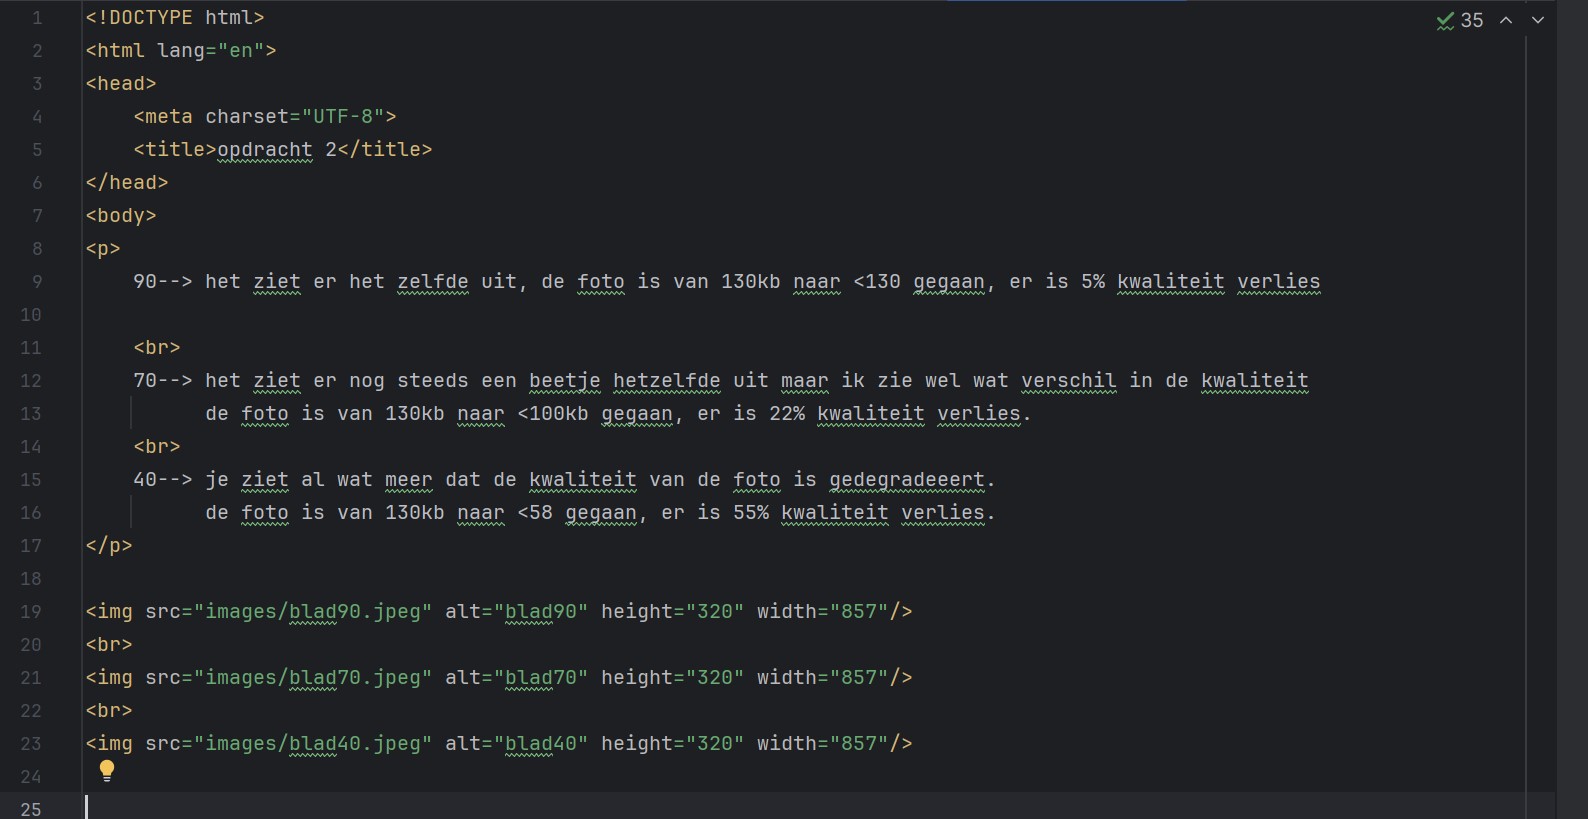 35
1 <!DOCTYPE html>
2 <html lang="en">
3 <head>
4     <meta charset="UTF-8">
5     <title>opdracht 2</title>
6 </head>
7 <body>
8 <p>
9     90--> het ziet er het zelfde uit, de foto is van 130kb naar <130 gegaan, er is 5% kwaliteit verlies
10
11     <br>
12     70--> het ziet er nog steeds een beetje hetzelfde uit maar ik zie wel wat verschil in de kwaliteit
13           de foto is van 130kb naar <100kb gegaan, er is 22% kwaliteit verlies.
14     <br>
15     40--> je ziet al wat meer dat de kwaliteit van de foto is gedegradeeert.
16           de foto is van 130kb naar <58 gegaan, er is 55% kwaliteit verlies.
17 </p>
18
19 <img src="images/blad90.jpeg" alt="blad90" height="320" width="857"/>
20 <br>
21 <img src="images/blad70.jpeg" alt="blad70" height="320" width="857"/>
22 <br>
23 <img src="images/blad40.jpeg" alt="blad40" height="320" width="857"/>
24
25